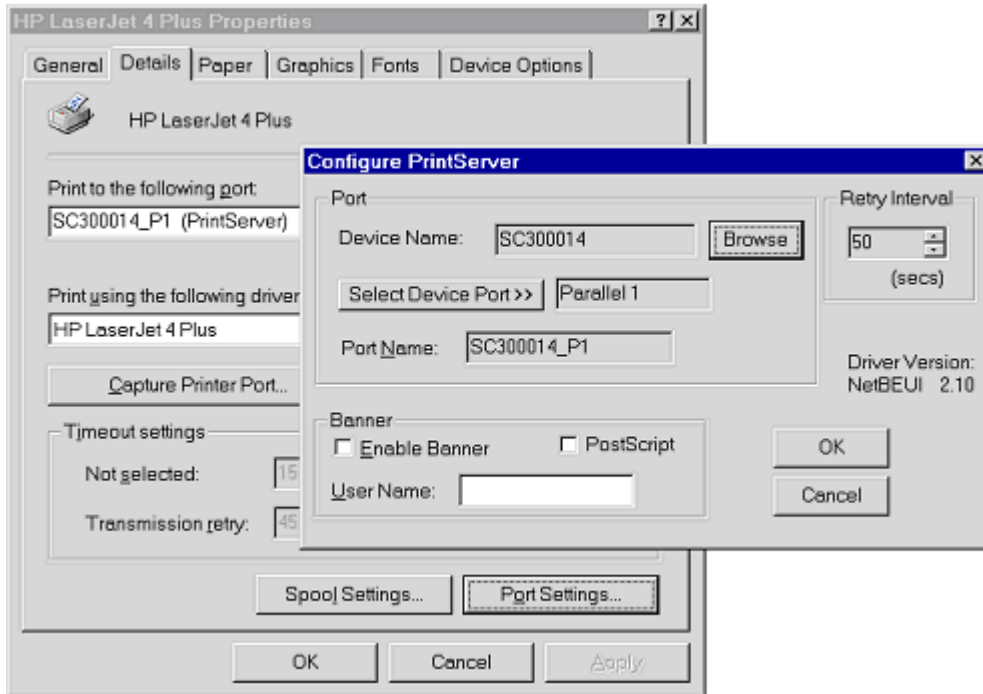 HP LaserJet 4 Plus Properties
General Details Paper Graphics Fonts Device Options
HP LaserJet 4 Plus
Print to the following port:
SC300014_P1 (PrintServer)
Print using the following driver
HP LaserJet 4 Plus
Capture Printer Port...
Timeout settings
Not selected: 15
Transmission retry: 45
Spool Settings... Port Settings...
OK Cancel Apply
Configure PrintServer
Port
Device Name: SC300014 Browse
Select Device Port >> Parallel 1
Port Name: SC300014_P1
Retry Interval
50
(secs)
Driver Version:
NetBEUI 2.10
Banner
Enable Banner PostScript
User Name:
OK
Cancel